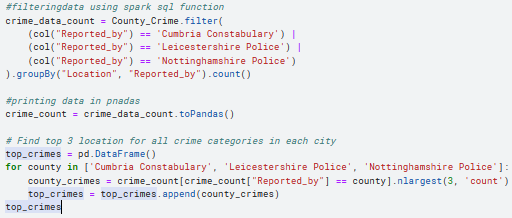 #filteringdata using spark sql function
crime_data_count = County_Crime.filter(
    (col("Reported_by") == 'Cumbria Constabulary') |
    (col("Reported_by") == 'Leicestershire Police') |
    (col("Reported_by") == 'Nottinghamshire Police')
).groupBy("Location", "Reported_by").count()

#printing data in pnadas
crime_count = crime_data_count.toPandas()

# Find top 3 location for all crime categories in each city
top_crimes = pd.DataFrame()
for county in ['Cumbria Constabulary', 'Leicestershire Police', 'Nottinghamshire Police']:
    county_crimes = crime_count[crime_count["Reported_by"] == county].nlargest(3, 'count')
    top_crimes = top_crimes.append(county_crimes)
top_crimes